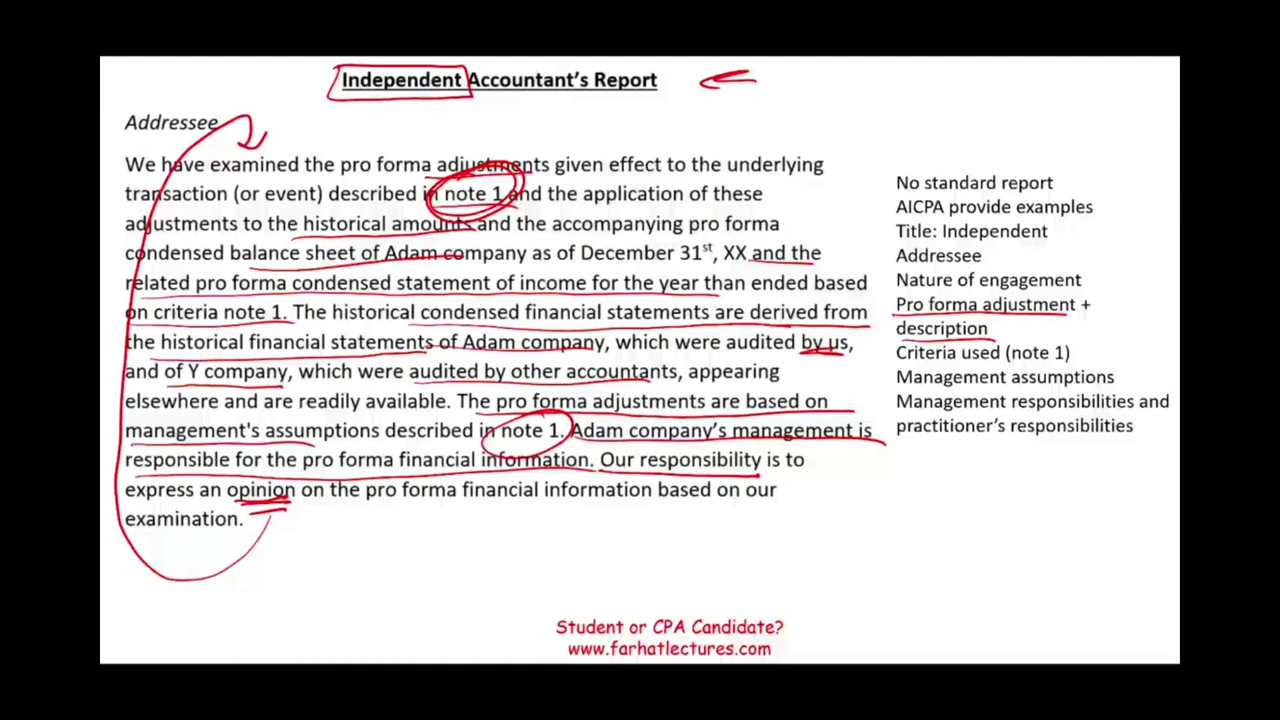 Independent Accountant's Report
Addressee
We have examined the pro forma adjustments given effect to the underlying
transaction (or event) described in note 1 and the application of these
adjustments to the historical amounts and the accompanying pro forma
condensed balance sheet of Adam company as of December 31st, XX and the
related pro forma condensed statement of income for the year than ended based
on criteria note 1. The historical condensed financial statements are derived from
the historical financial statements of Adam company, which were audited by us,
and of Y company, which were audited by other accountants, appearing
elsewhere and are readily available. The pro forma adjustments are based on
management's assumptions described in note 1. Adam company's management is
responsible for the pro forma financial information. Our responsibility is to
express an opinion on the pro forma financial information based on our
examination.
No standard report
AICPA provide examples
Title: Independent
Addressee
Nature of engagement
Pro forma adjustment +
description
Criteria used (note 1)
Management assumptions
Management responsibilities and
practitioner's responsibilities
Student or CPA Candidate?
www.farhatlectures.com